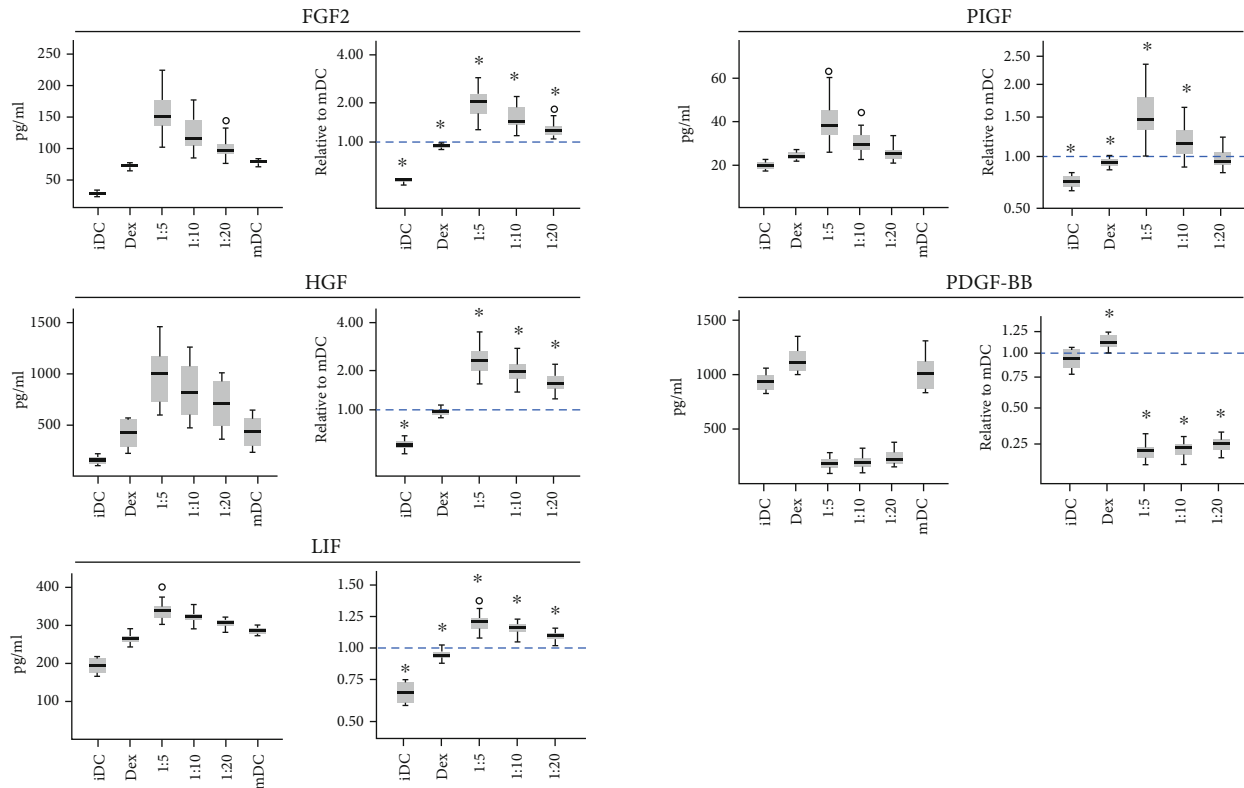 FGF2
pg/ml
250
200
150
100
50
iDC
Dex
1:5
1:10
1:20
mDC
Relative to mDC
4.00
2.00
1.00
*
*
*
*
*
iDC
Dex
1:5
1:10
1:20
PIGF
pg/ml
60
40
20
iDC
Dex
1:5
1:10
1:20
mDC
Relative to mDC
2.50
2.00
1.50
1.00
0.50
*
*
*
*
iDC
Dex
1:5
1:10
1:20
HGF
pg/ml
1500
1000
500
iDC
Dex
1:5
1:10
1:20
mDC
Relative to mDC
4.00
2.00
1.00
*
*
*
*
iDC
Dex
1:5
1:10
1:20
PDGF-BB
pg/ml
1500
1000
500
iDC
Dex
1:5
1:10
1:20
mDC
Relative to mDC
1.25
1.00
0.75
0.50
0.25
*
*
*
*
iDC
Dex
1:5
1:10
1:20
LIF
pg/ml
400
300
200
100
iDC
Dex
1:5
1:10
1:20
mDC
1.50
1.25
1.00
0.75
0.50
*
*
*
*
*
iDC
Dex
1:5
1:10
1:20